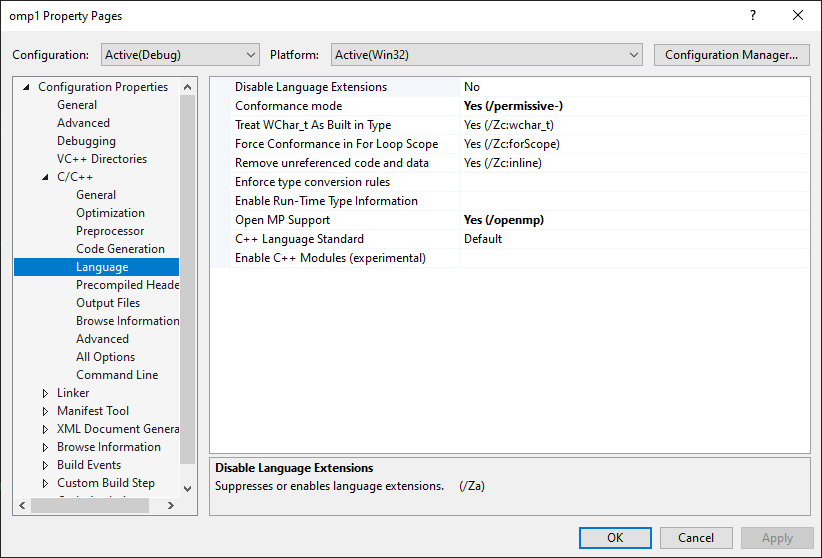 omp1 Property Pages
?
Configuration: Active(Debug) Platform: Active(Win32) Configuration Manager...
Configuration Properties
General
Advanced
Debugging
VC++ Directories
C/C++
General
Optimization
Preprocessor
Code Generation
Language
Precompiled Heade
Output Files
Browse Information
Advanced
All Options
Command Line
Linker
Manifest Tool
XML Document Genera
Browse Information
Build Events
Custom Build Step
Disable Language Extensions No
Conformance mode Yes (/permissive-)
Treat WChar_t As Built in Type Yes (/Zc:wchar_t)
Force Conformance in For Loop Scope Yes (/Zc:forScope)
Remove unreferenced code and data Yes (/Zc:inline)
Enforce type conversion rules
Enable Run-Time Type Information
Open MP Support Yes (/openmp)
C++ Language Standard Default
Enable C++ Modules (experimental)
Disable Language Extensions
Suppresses or enables language extensions. (/Za)
OK Cancel Apply